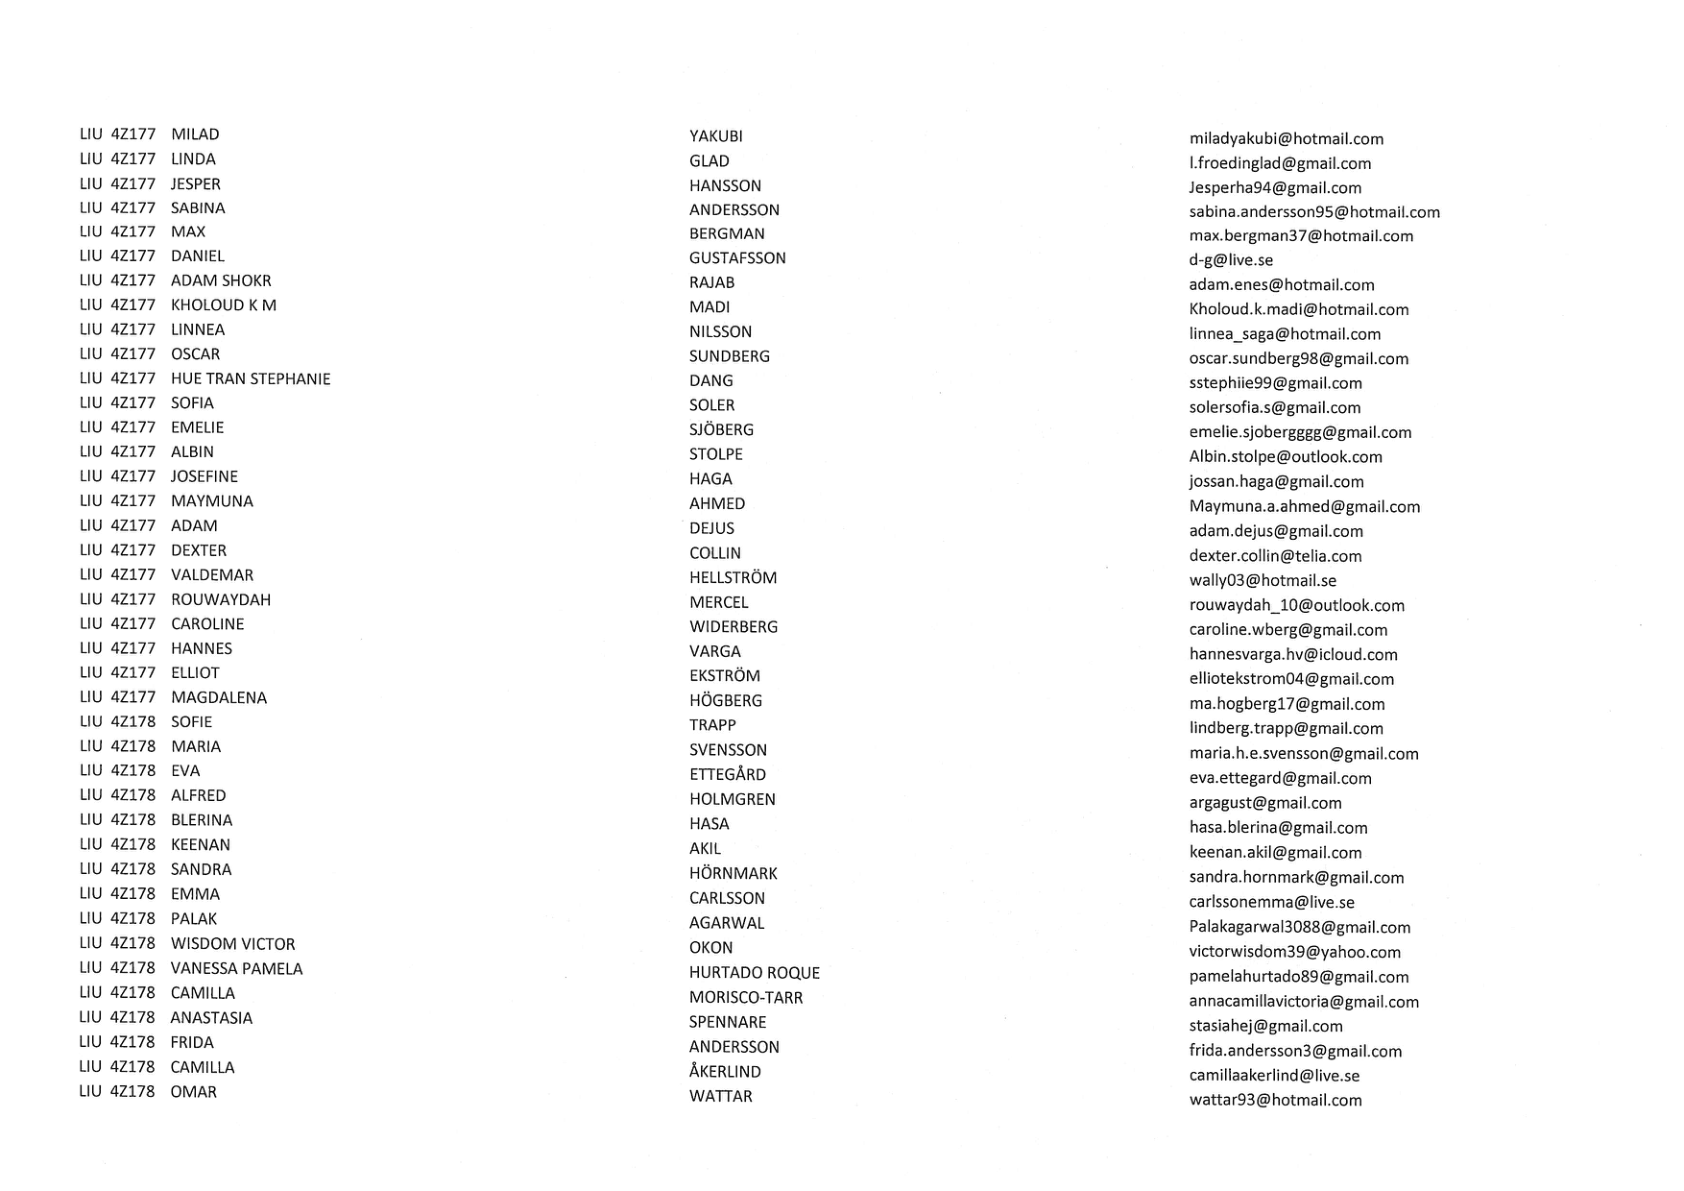 LIU 4Z177 MILAD YAKUBI miladyakubi@hotmail.com
LIU 4Z177 LINDA GLAD l.froedinglad@gmail.com
LIU 4Z177 JESPER HANSSON Jesperha94@gmail.com
LIU 4Z177 SABINA ANDERSSON sabina.andersson95@hotmail.com
LIU 4Z177 MAX BERGMAN max.bergman37@hotmail.com
LIU 4Z177 DANIEL GUSTAFSSON d-g@live.se
LIU 4Z177 ADAM SHOKR RAJAB adam.enes@hotmail.com
LIU 4Z177 KHOLOUD K M MADI Kholoud.k.madi@hotmail.com
LIU 4Z177 LINNEA NILSSON linnea_saga@hotmail.com
LIU 4Z177 OSCAR SUNDBERG oscar.sundberg98@gmail.com
LIU 4Z177 HUE TRAN STEPHANIE DANG sstephiie99@gmail.com
LIU 4Z177 SOFIA SOLER solersofia.s@gmail.com
LIU 4Z177 EMELIE SJÖBERG emelie.sjobergggg@gmail.com
LIU 4Z177 ALBIN STOLPE Albin.stolpe@outlook.com
LIU 4Z177 JOSEFINE HAGA jossan.haga@gmail.com
LIU 4Z177 MAYMUNA AHMED Maymuna.a.ahmed@gmail.com
LIU 4Z177 ADAM DEJUS adam.dejus@gmail.com
LIU 4Z177 DEXTER COLLIN dexter.collin@telia.com
LIU 4Z177 VALDEMAR HELLSTRÖM wally03@hotmail.se
LIU 4Z177 ROUWAYDAH MERCEL rouwaydah_10@outlook.com
LIU 4Z177 CAROLINE WIDERBERG caroline.wberg@gmail.com
LIU 4Z177 HANNES VARGA hannesvarga.hv@icloud.com
LIU 4Z177 ELLIOT EKSTRÖM elliotekstrom04@gmail.com
LIU 4Z177 MAGDALENA HÖGBERG ma.hogberg17@gmail.com
LIU 4Z178 SOFIE TRAPP lindberg.trapp@gmail.com
LIU 4Z178 MARIA SVENSSON maria.h.e.svensson@gmail.com
LIU 4Z178 EVA ETTEGÅRD eva.ettegard@gmail.com
LIU 4Z178 ALFRED HOLMGREN argagust@gmail.com
LIU 4Z178 BLERINA HASA hasa.blerina@gmail.com
LIU 4Z178 KEENAN AKIL keenan.akil@gmail.com
LIU 4Z178 SANDRA HÖRNMARK sandra.hornmark@gmail.com
LIU 4Z178 EMMA CARLSSON carlssonemma@live.se
LIU 4Z178 PALAK AGARWAL Palakagarwal3088@gmail.com
LIU 4Z178 WISDOM VICTOR OKON victorwisdom39@yahoo.com
LIU 4Z178 VANESSA PAMELA HURTADO ROQUE pamelahurtado89@gmail.com
LIU 4Z178 CAMILLA MORISCO-TARR annacamillavictoria@gmail.com
LIU 4Z178 ANASTASIA SPENNARE stasiahej@gmail.com
LIU 4Z178 FRIDA ANDERSSON frida.andersson3@gmail.com
LIU 4Z178 CAMILLA ÅKERLIND camillaakerlind@live.se
LIU 4Z178 OMAR WATTAR wattar93@hotmail.com